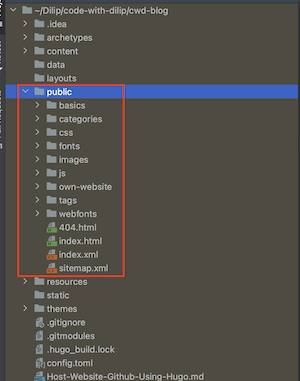 ~/Dilip/code-with-dilip/cwd-blog
.idea
archetypes
content
data
layouts
public
basics
categories
css
fonts
images
js
own-website
tags
webfonts
404.html
index.html
index.xml
sitemap.xml
resources
static
themes
.gitignore
.gitmodules
.hugo_build.lock
config.toml
Host-Website-Github-Using-Hugo.md